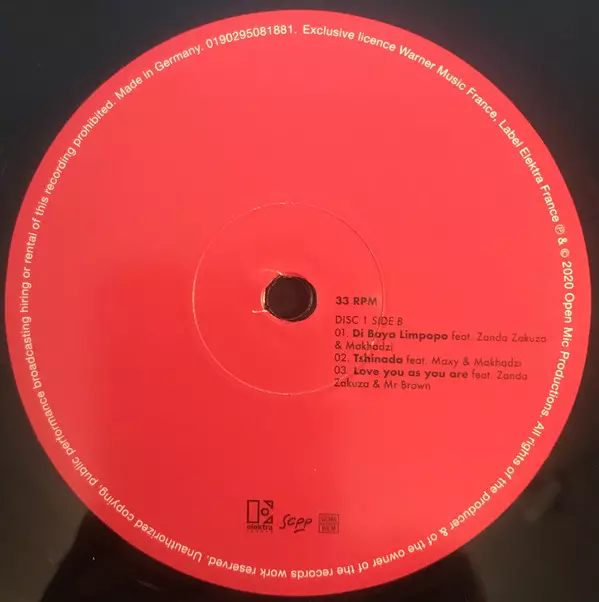 Unauthorized copying, public performance broadcasting hiring or rental of this recording prohibited. Made in Germany. 0190295081881. Exclusive licence Warner Music France, Label Elektra France ℗ & © 2020 Open Mic Productions. All rights of the producer & of the owner of the records work reserved.
33 RPM
DiSC 1 SIDE B
01. Di Boya Limpopo feat. Zanda Zakuza
& Makhadzi
02. Tshinada feat. Maxy & Makhadzi
03. Love you as you are feat. Zanda
Zakuza & Mr Brown
elektra
scpp